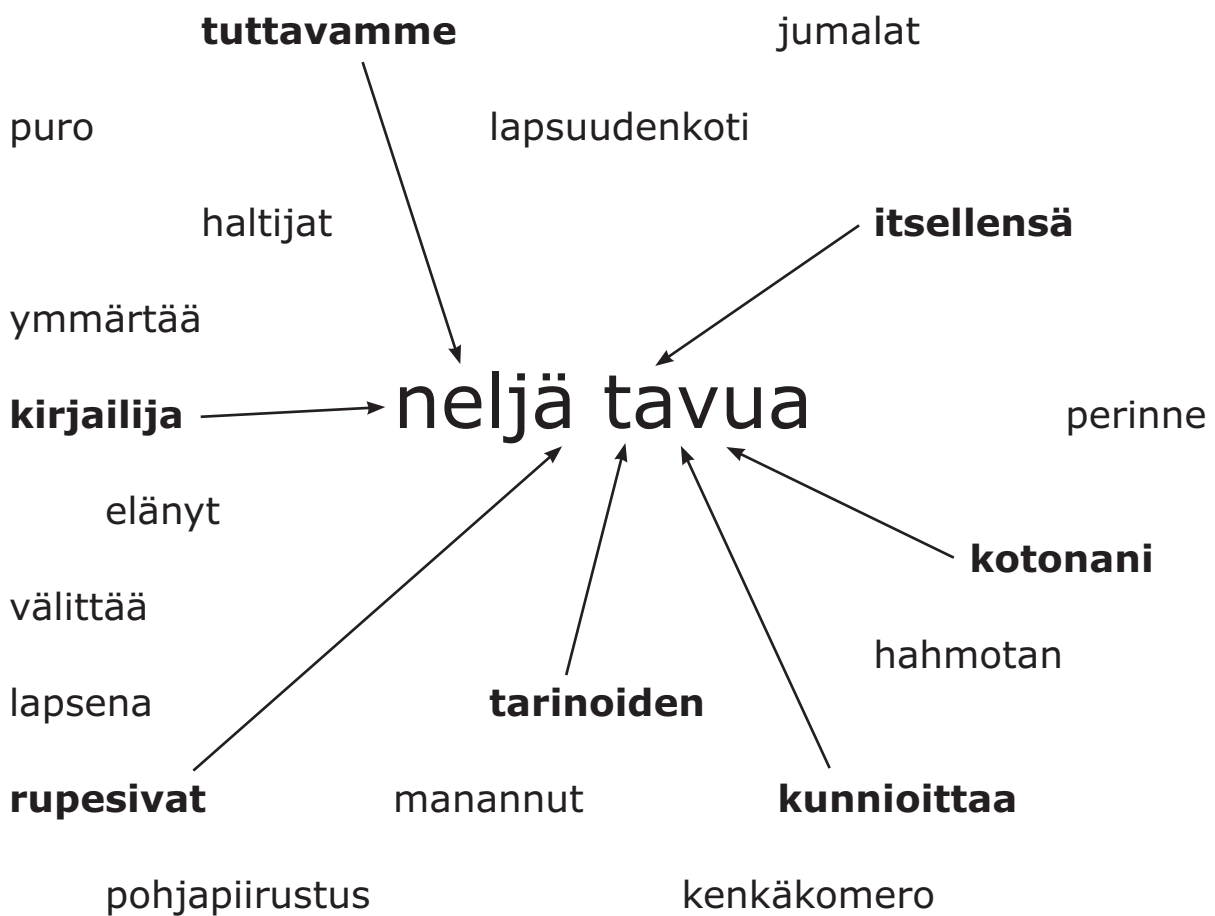 tuttavamme jumalat
puro lapsuudenkoti
haltijat itsellensä
ymmärtää
neljä tavua
kirjailija perinne
elänyt
kotonani
välittää
hahmotan
lapsena tarinoiden
rupesivat manannut kunnioittaa
pohjapiirustus kenkäkomero